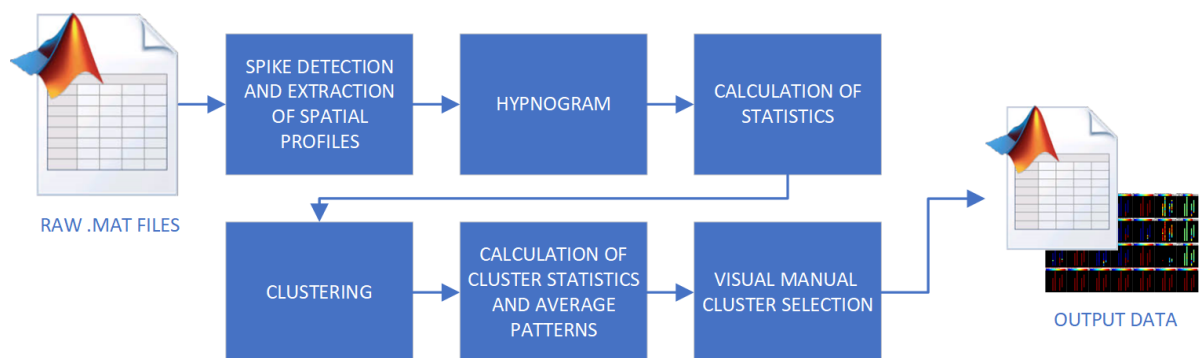 SPIKE DETECTION
AND EXTRACTION
OF SPATIAL
PROFILES
HYPNOGRAM
CALCULATION OF
STATISTICS
RAW .MAT FILES
CLUSTERING
CALCULATION OF
CLUSTER STATISTICS
AND AVERAGE
PATTERNS
VISUAL MANUAL
CLUSTER SELECTION
OUTPUT DATA